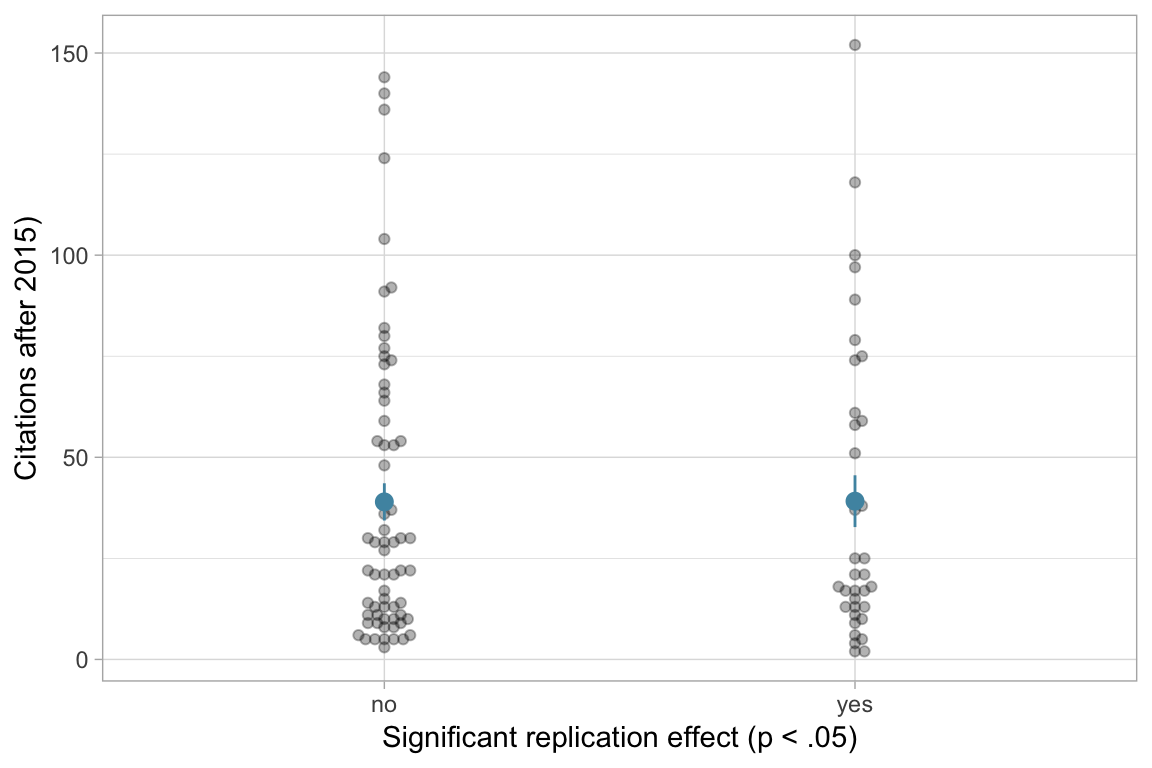 Citations after 2015)
150
100
50
0
no
yes
Significant replication effect (p < .05)